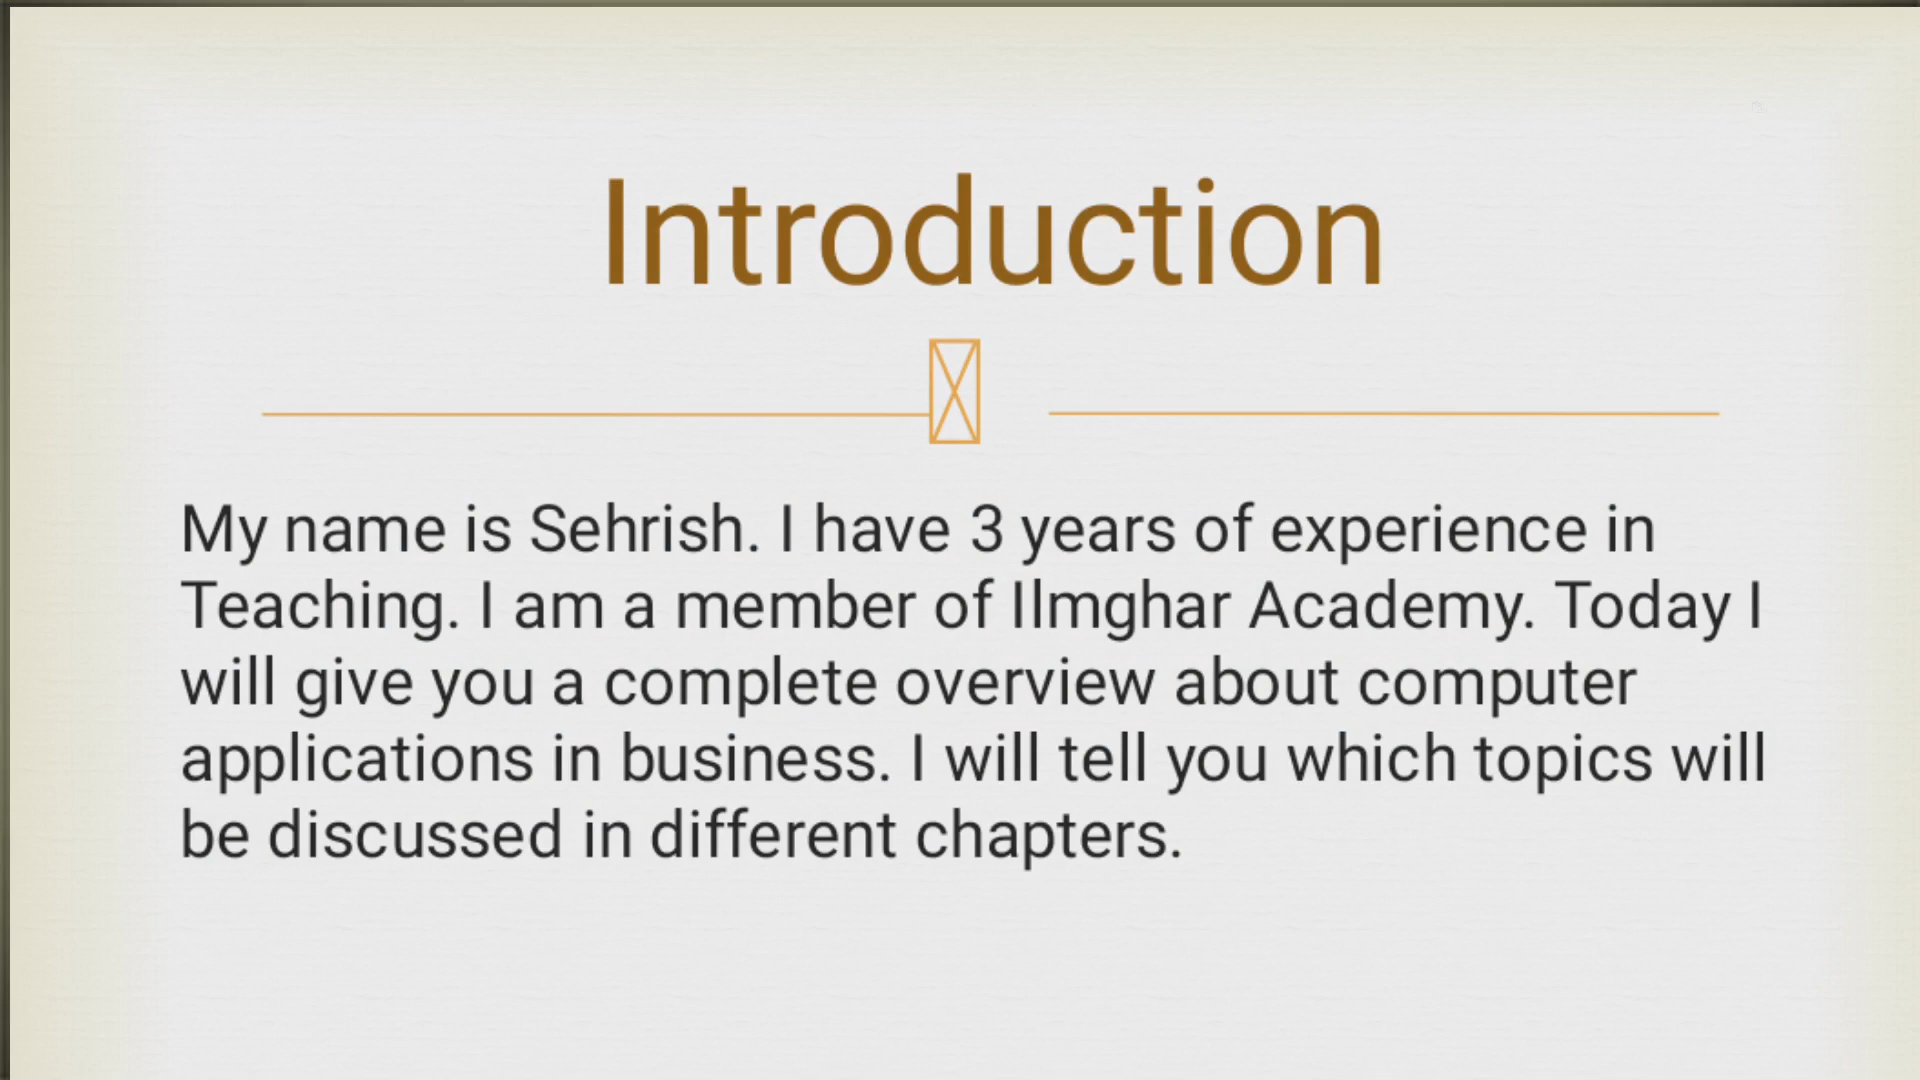 Introduction
My name is Sehrish. I have 3 years of experience in
Teaching. I am a member of Ilmghar Academy. Today I
will give you a complete overview about computer
applications in business. I will tell you which topics will
be discussed in different chapters.